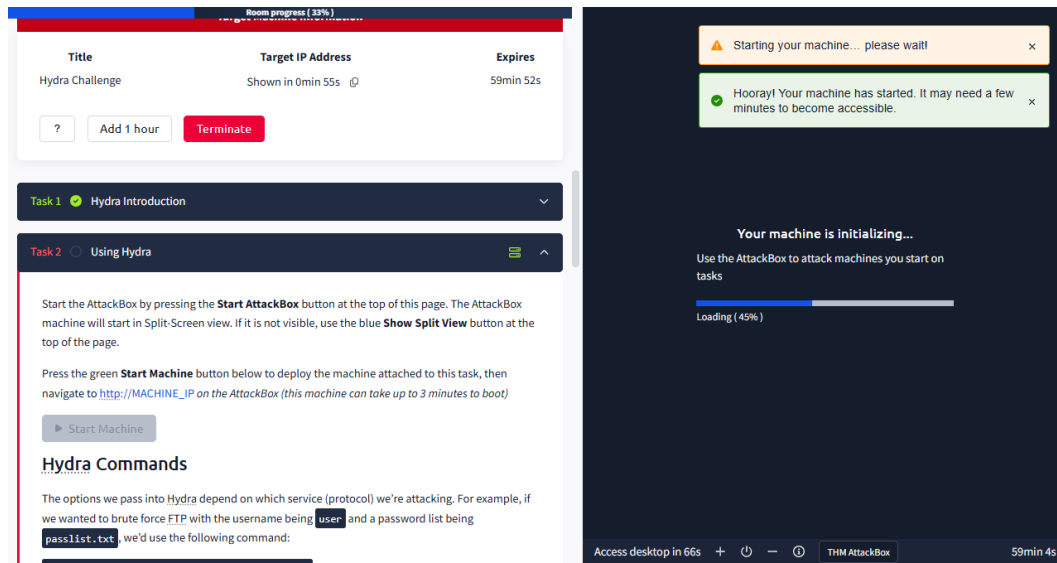 Room progress ( 33% )
Target Machine Information
Title
Target IP Address
Expires
Hydra Challenge
Shown in 0min 55s
59min 52s
?
Add 1 hour
Terminate
Task 1
Hydra Introduction
Task 2
Using Hydra
Start the AttackBox by pressing the Start AttackBox button at the top of this page. The AttackBox
machine will start in Split-Screen view. If it is not visible, use the blue Show Split View button at the
top of the page.
Press the green Start Machine button below to deploy the machine attached to this task, then
navigate to http://MACHINE_IP on the AttackBox (this machine can take up to 3 minutes to boot)
Start Machine
Hydra Commands
The options we pass into Hydra depend on which service (protocol) we're attacking. For example, if
we wanted to brute force FTP with the username being user and a password list being
passlist.txt, we'd use the following command:
Starting your machine... please wait!
Hooray! Your machine has started. It may need a few
minutes to become accessible.
Your machine is initializing...
Use the AttackBox to attack machines you start on
tasks
Loading ( 45% )
Access desktop in 66s
THM AttackBox
59min 4s